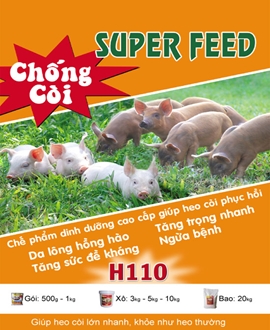 SUPER FEED
Chống
Còi
Chế phẩm dinh dưỡng cao cấp giúp heo còi phục hồi
Da lông hồng hào
Tăng trọng nhanh
Tăng sức đề kháng
Ngừa bệnh
H110
Gói: 500g - 1kg
Xô: 3kg - 5kg - 10kg
Bao: 20kg
Giúp heo còi lớn nhanh, khỏe như heo thường